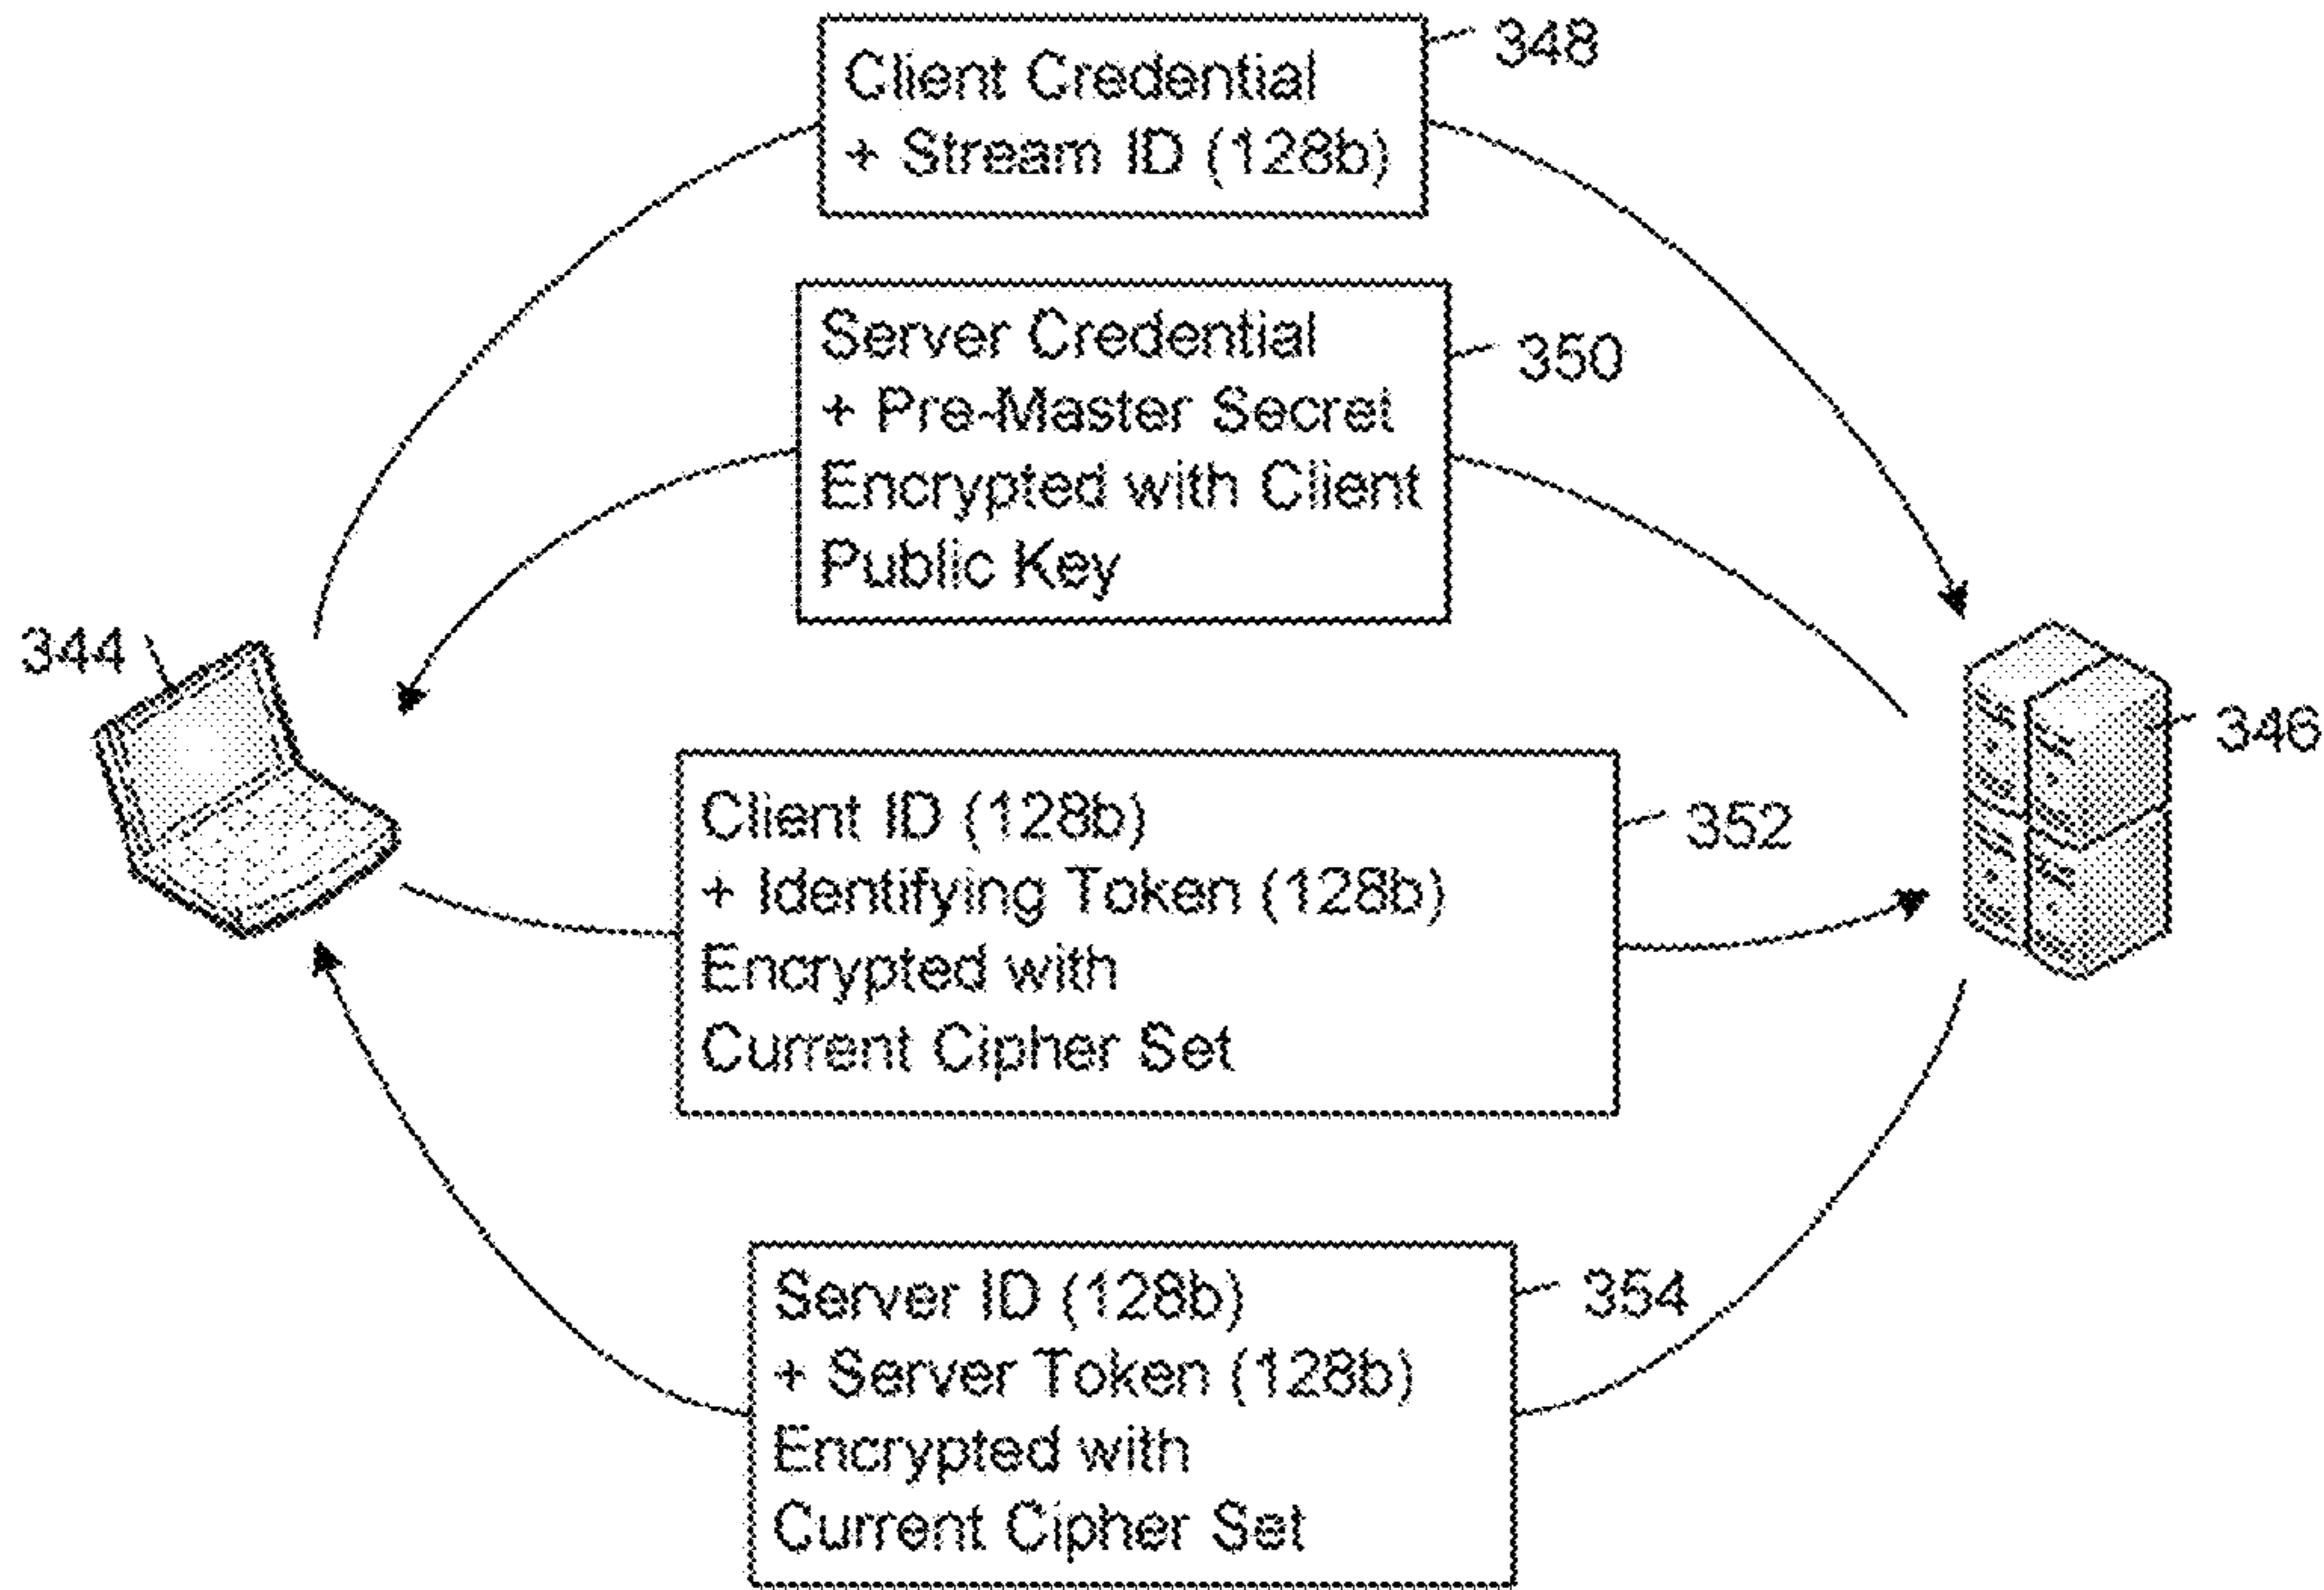 348
Client Credential
+ Stream ID (128b)
350
Server Credential
+ Pre-Master Secret
Encrypted with Client
Public Key
344
346
352
Client ID (128b)
+ Identifying Token (128b)
Encrypted with
Current Cipher Set
354
Server ID (128b)
+ Server Token (128b)
Encrypted with
Current Cipher Set